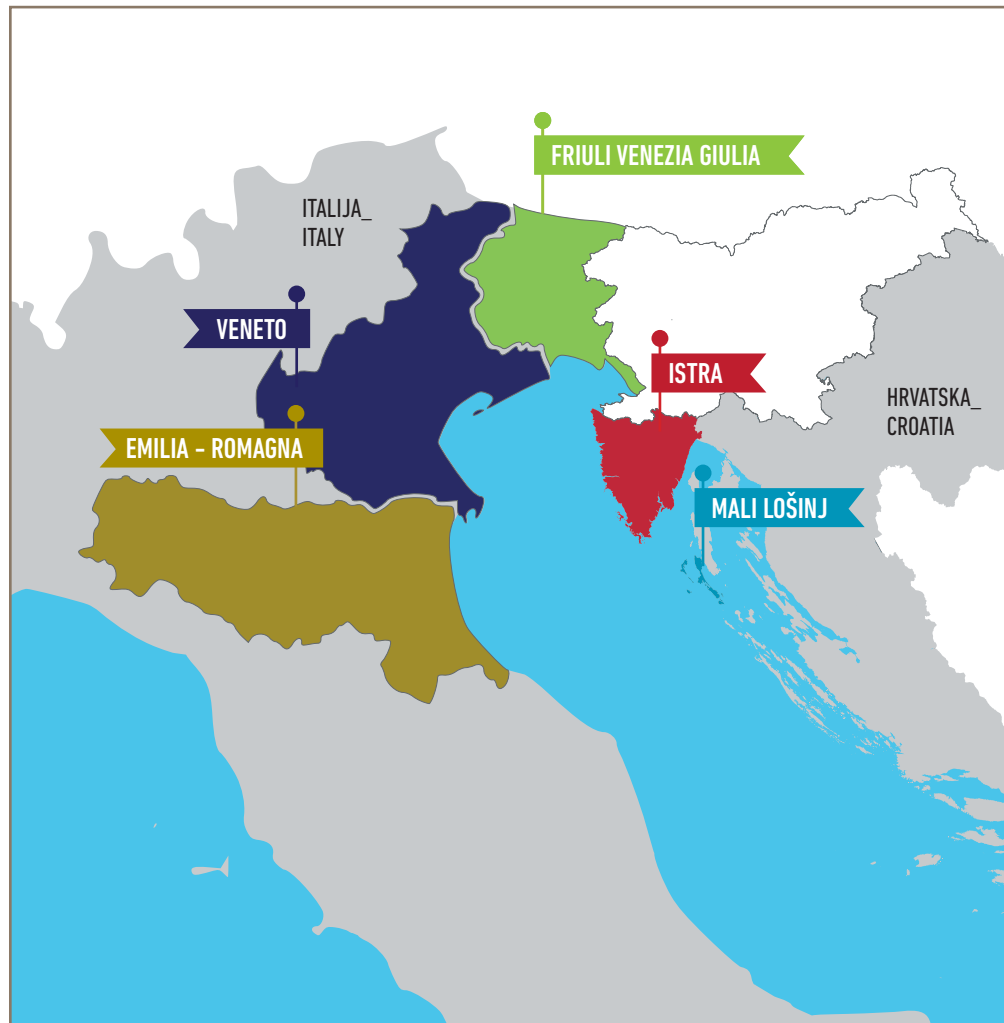 FRIULI VENEZIA GIULIA
ITALIJA_
ITALY
VENETO
ISTRA
HRVATSKA_
CROATIA
EMILIA - ROMAGNA
MALI LOŠINJ